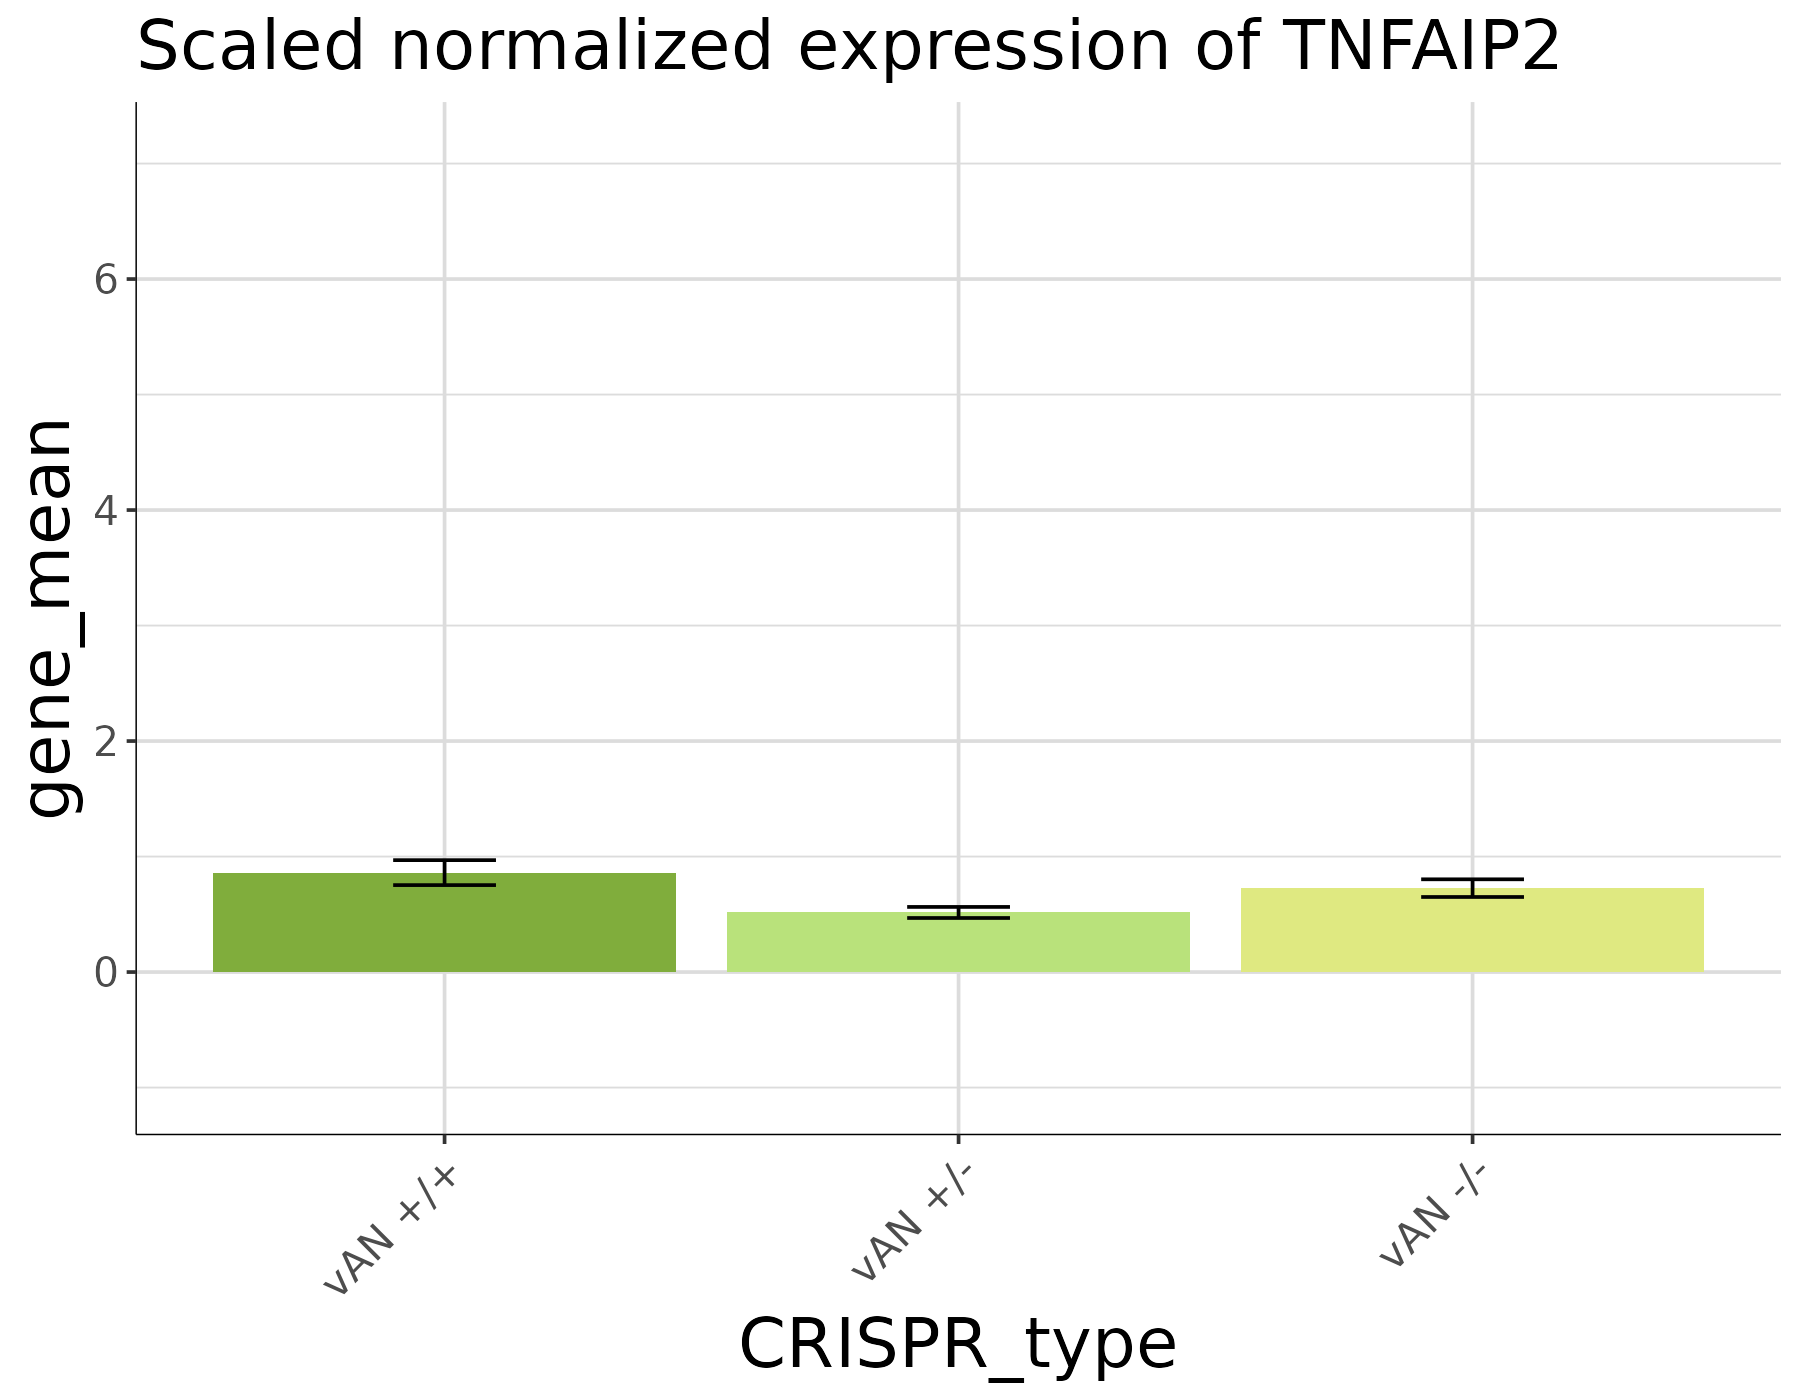 Scaled normalized expression of TNFAIP2
gene_mean
6
4
2
0
vAN +/+
vAN +/-
vAN -/-
CRISPR_type